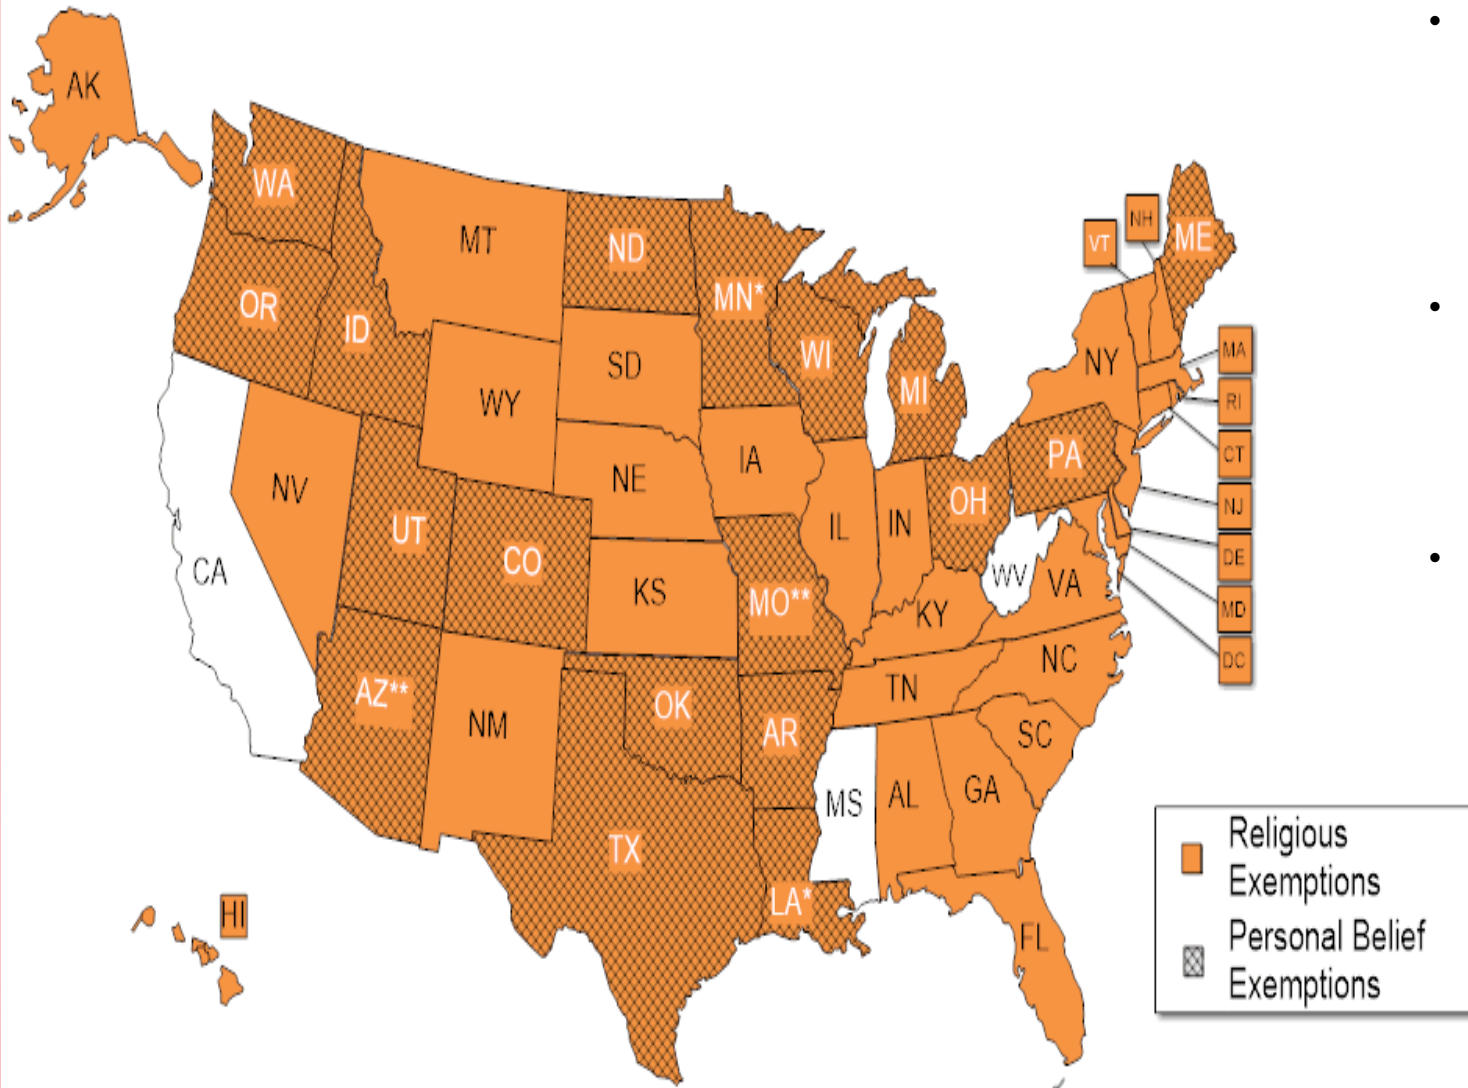 AK
WA
MT
ND
MN*
OR
ID
WI
MI
SD
WY
VT
NH
ME
NY
MA
RI
CT
NJ
DE
MD
DC
IA
NE
PA
OH
NV
UT
CO
IL
IN
CA
WV
VA
KS
MO**
KY
NC
TN
AZ**
NM
OK
AR
SC
MS
AL
GA
TX
LA*
FL
HI
Religious
Exemptions
Personal Belief
Exemptions